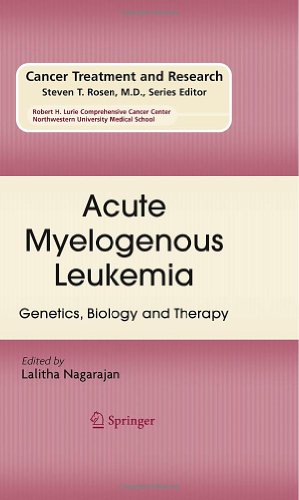 Cancer Treatment and Research
Steven T. Rosen, M.D., Series Editor
Robert H. Lurie Comprehensive Cancer Center
Northwestern University Medical School
Acute
Myelogenous
Leukemia
Genetics, Biology and Therapy
Edited by
Lalitha Nagarajan
Springer